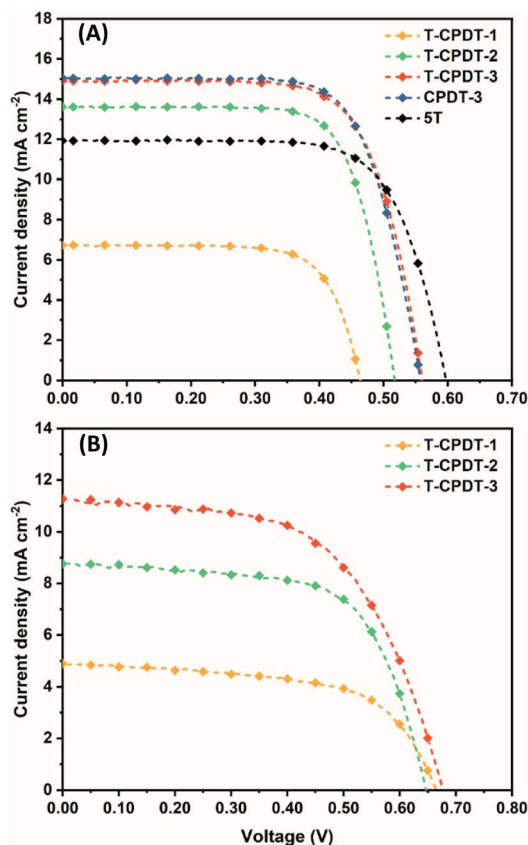 (A)
T-CPDT-1
T-CPDT-2
T-CPDT-3
CPDT-3
5T
Current density (mA cm⁻²)
18
16
14
12
10
8
6
4
2
0
0.00 0.10 0.20 0.30 0.40 0.50 0.60 0.70
(B)
T-CPDT-1
T-CPDT-2
T-CPDT-3
Current density (mA cm⁻²)
14
12
10
8
6
4
2
0
0.00 0.10 0.20 0.30 0.40 0.50 0.60 0.70 0.80
Voltage (V)